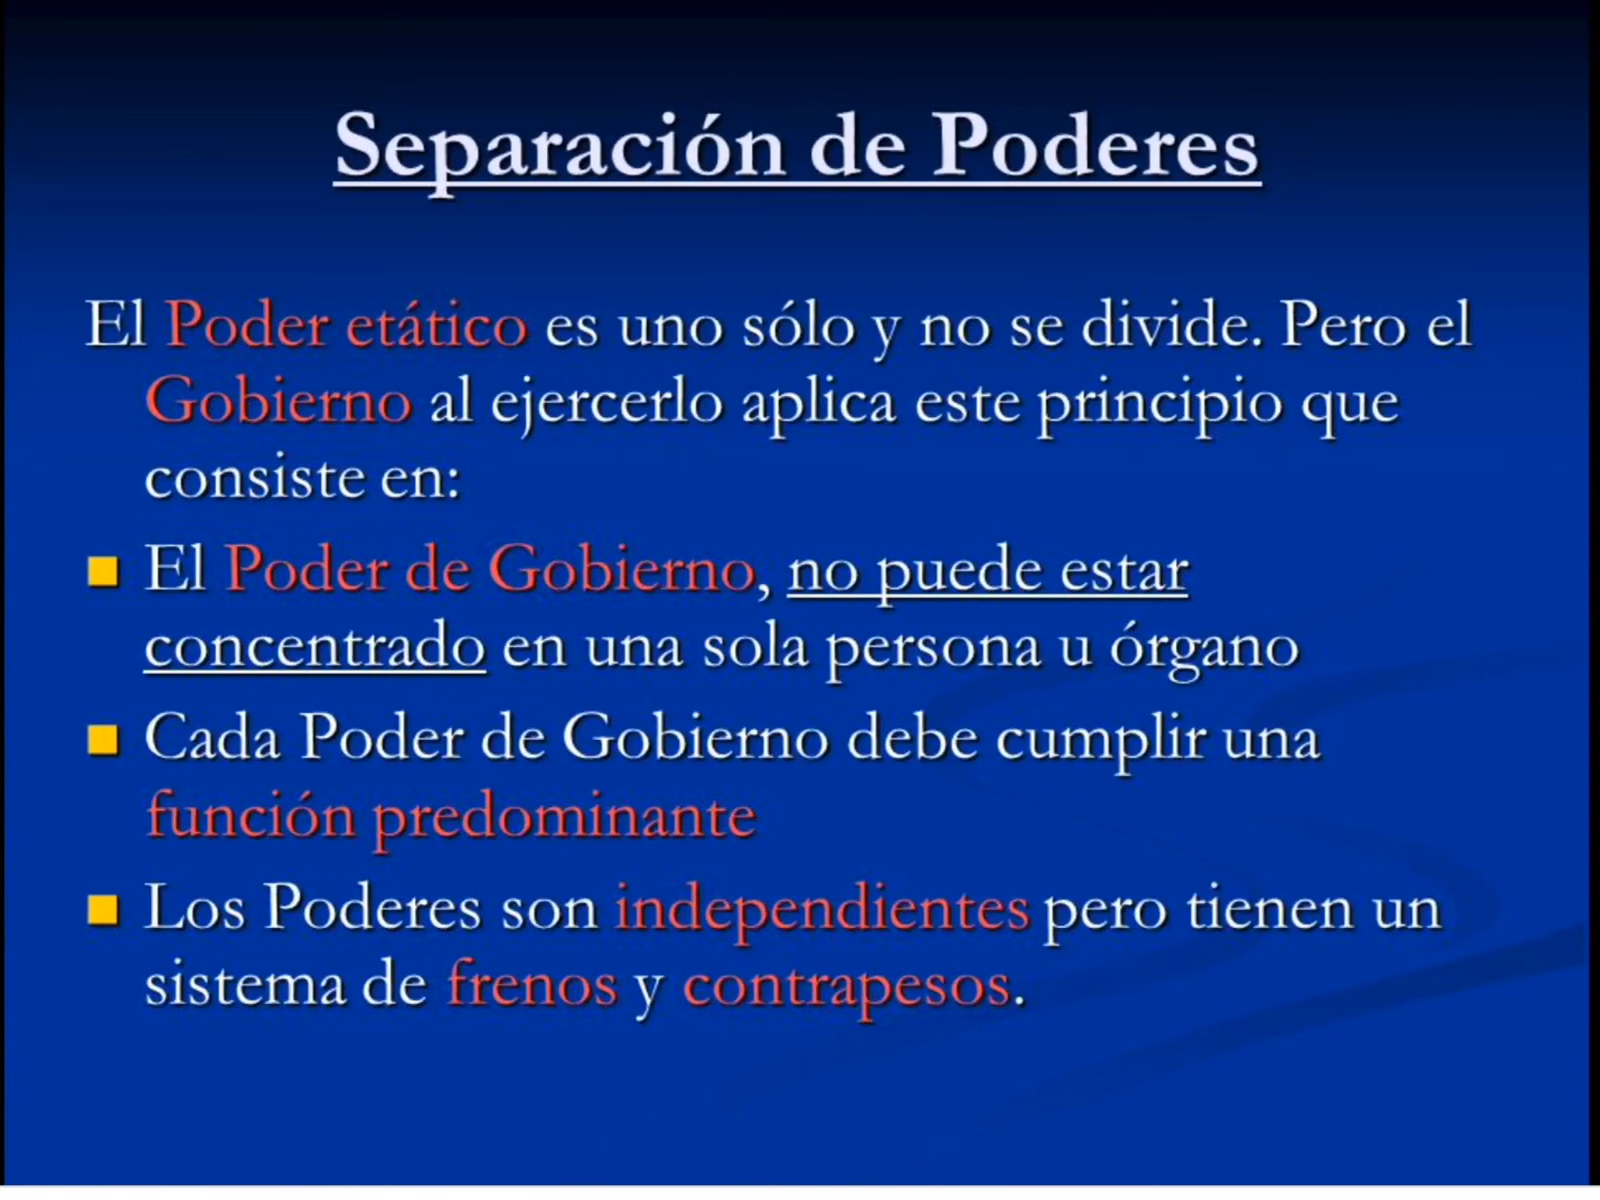 Separación de Poderes
El Poder etático es uno sólo y no se divide. Pero el
Gobierno al ejercerlo aplica este principio que
consiste en:
El Poder de Gobierno, no puede estar
concentrado en una sola persona u órgano
Cada Poder de Gobierno debe cumplir una
función predominante
Los Poderes son independientes pero tienen un
sistema de frenos y contrapesos.